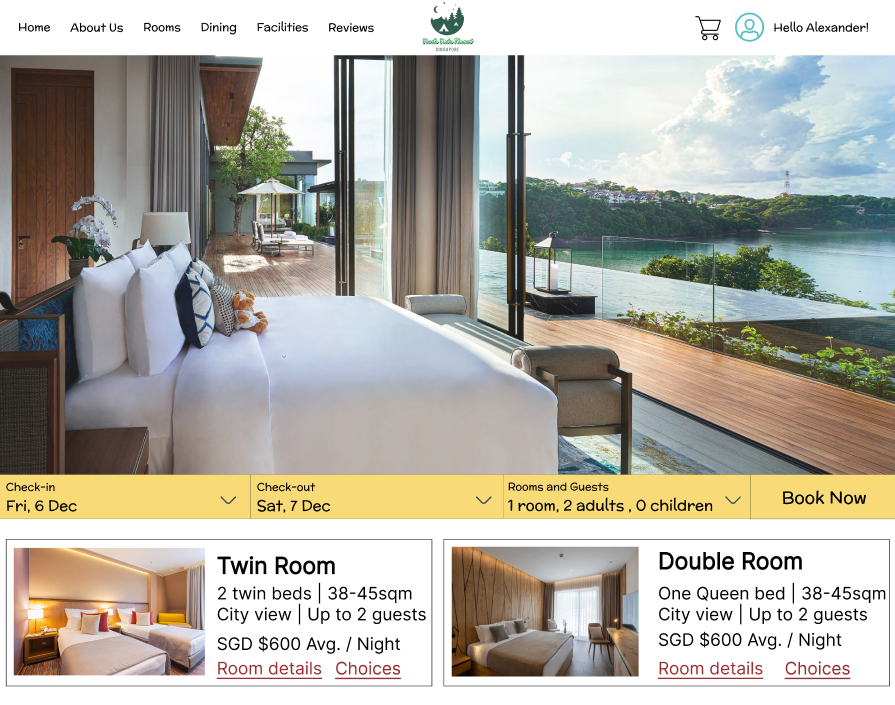 Home About Us Rooms Dining Facilities Reviews
SINGAPORE
Hello Alexander!
Check-in
Fri, 6 Dec
Check-out
Sat, 7 Dec
Rooms and Guests
1 room, 2 adults , 0 children
Book Now
Twin Room
2 twin beds | 38-45sqm
City view | Up to 2 guests
SGD $600 Avg. / Night
Room details Choices
Double Room
One Queen bed | 38-45sqm
City view | Up to 2 guests
SGD $600 Avg. / Night
Room details Choices